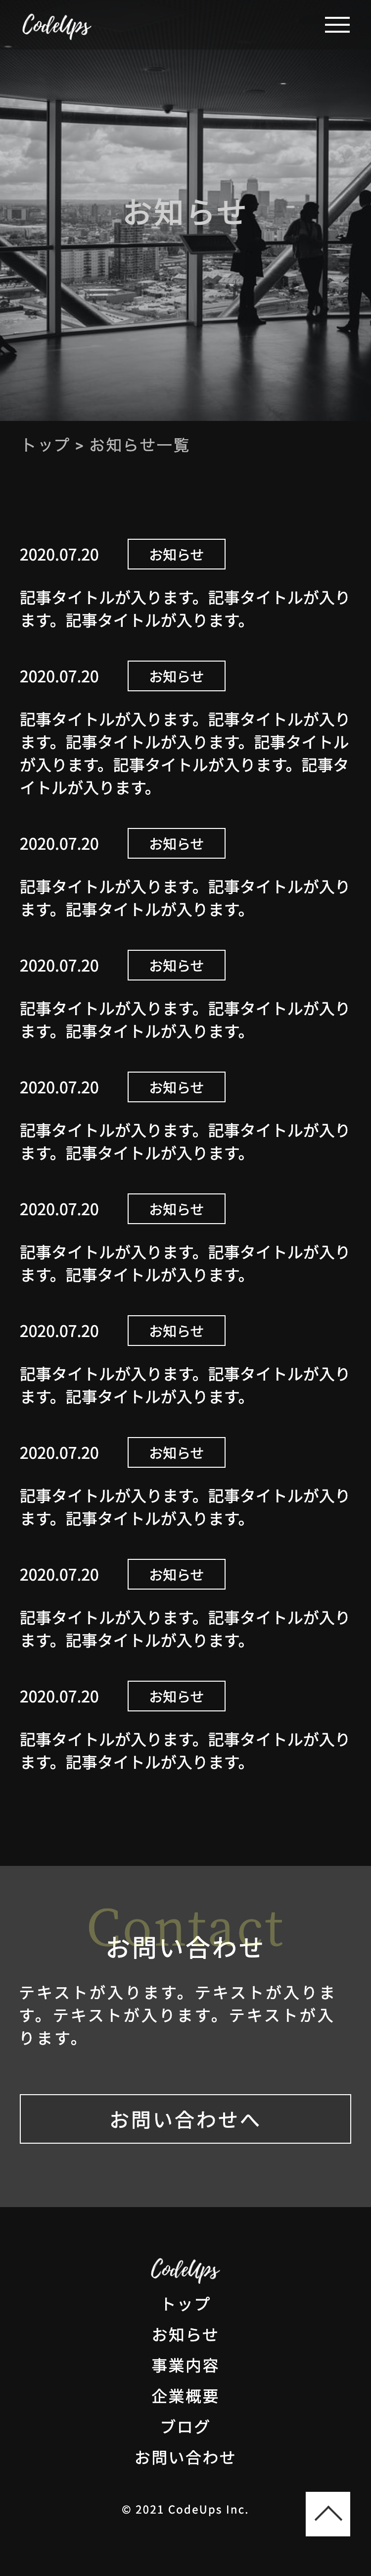 CodeUps
お知らせ
トップ > お知らせ一覧
2020.07.20 お知らせ
記事タイトルが入ります。記事タイトルが入り
ます。記事タイトルが入ります。
2020.07.20 お知らせ
記事タイトルが入ります。記事タイトルが入り
ます。記事タイトルが入ります。記事タイトル
が入ります。記事タイトルが入ります。記事タ
イトルが入ります。
2020.07.20 お知らせ
記事タイトルが入ります。記事タイトルが入り
ます。記事タイトルが入ります。
2020.07.20 お知らせ
記事タイトルが入ります。記事タイトルが入り
ます。記事タイトルが入ります。
2020.07.20 お知らせ
記事タイトルが入ります。記事タイトルが入り
ます。記事タイトルが入ります。
2020.07.20 お知らせ
記事タイトルが入ります。記事タイトルが入り
ます。記事タイトルが入ります。
2020.07.20 お知らせ
記事タイトルが入ります。記事タイトルが入り
ます。記事タイトルが入ります。
2020.07.20 お知らせ
記事タイトルが入ります。記事タイトルが入り
ます。記事タイトルが入ります。
2020.07.20 お知らせ
記事タイトルが入ります。記事タイトルが入り
ます。記事タイトルが入ります。
2020.07.20 お知らせ
記事タイトルが入ります。記事タイトルが入り
ます。記事タイトルが入ります。
Contact
お問い合わせ
テキストが入ります。テキストが入りま
す。テキストが入ります。テキストが入
ります。
お問い合わせへ
CodeUps
トップ
お知らせ
事業内容
企業概要
ブログ
お問い合わせ
© 2021 CodeUps Inc.